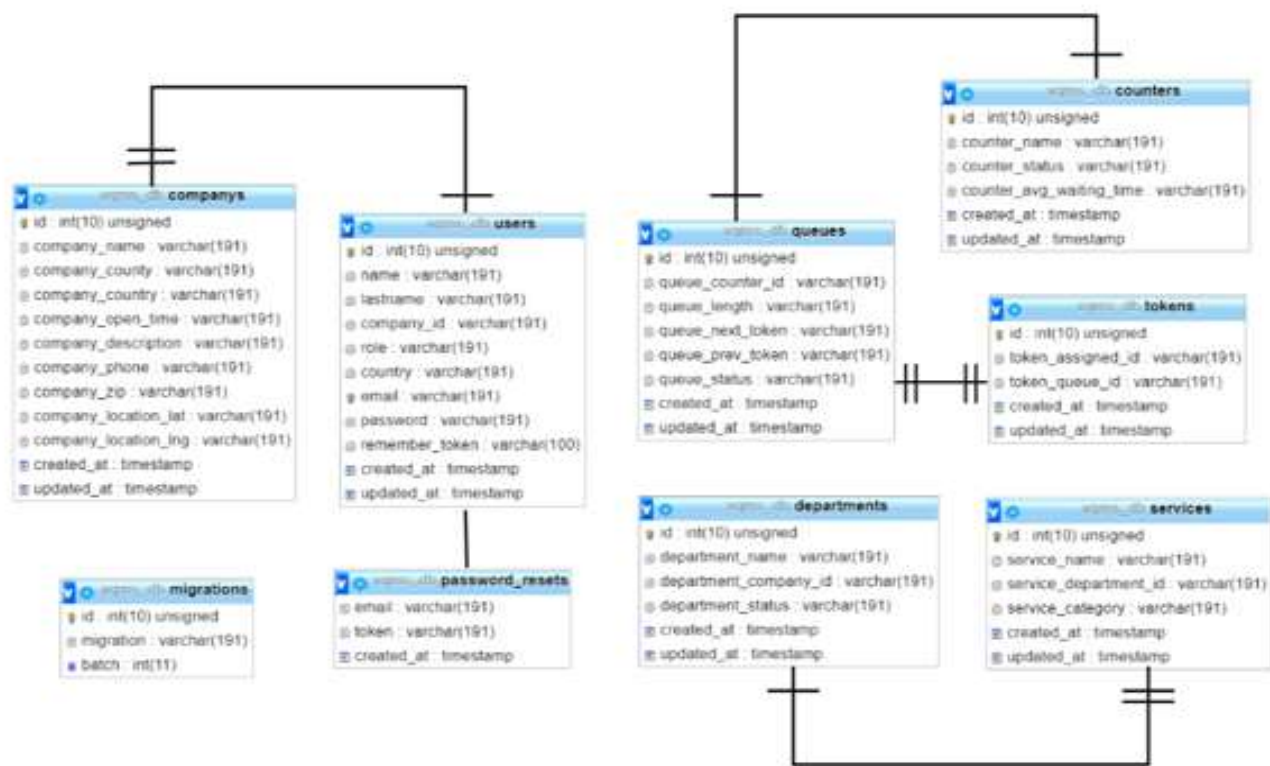 companys
id : int(10) unsigned
company_name : varchar(191)
company_county : varchar(191)
company_country : varchar(191)
company_open_time : varchar(191)
company_description : varchar(191)
company_phone : varchar(191)
company_zip : varchar(191)
company_location_lat : varchar(191)
company_location_lng : varchar(191)
created_at : timestamp
updated_at : timestamp
users
id : int(10) unsigned
name : varchar(191)
lastname : varchar(191)
company_id : varchar(191)
role : varchar(191)
country : varchar(191)
email : varchar(191)
password : varchar(191)
remember_token : varchar(100)
created_at : timestamp
updated_at : timestamp
migrations
id : int(10) unsigned
migration : varchar(191)
batch : int(11)
password_resets
email : varchar(191)
token : varchar(191)
created_at : timestamp
queues
id : int(10) unsigned
queue_counter_id : varchar(191)
queue_length : varchar(191)
queue_next_token : varchar(191)
queue_prev_token : varchar(191)
queue_status : varchar(191)
created_at : timestamp
updated_at : timestamp
counters
id : int(10) unsigned
counter_name : varchar(191)
counter_status : varchar(191)
counter_avg_waiting_time : varchar(191)
created_at : timestamp
updated_at : timestamp
tokens
id : int(10) unsigned
token_assigned_id : varchar(191)
token_queue_id : varchar(191)
created_at : timestamp
updated_at : timestamp
departments
id : int(10) unsigned
department_name : varchar(191)
department_company_id : varchar(191)
department_status : varchar(191)
created_at : timestamp
updated_at : timestamp
services
id : int(10) unsigned
service_name : varchar(191)
service_department_id : varchar(191)
service_category : varchar(191)
created_at : timestamp
updated_at : timestamp